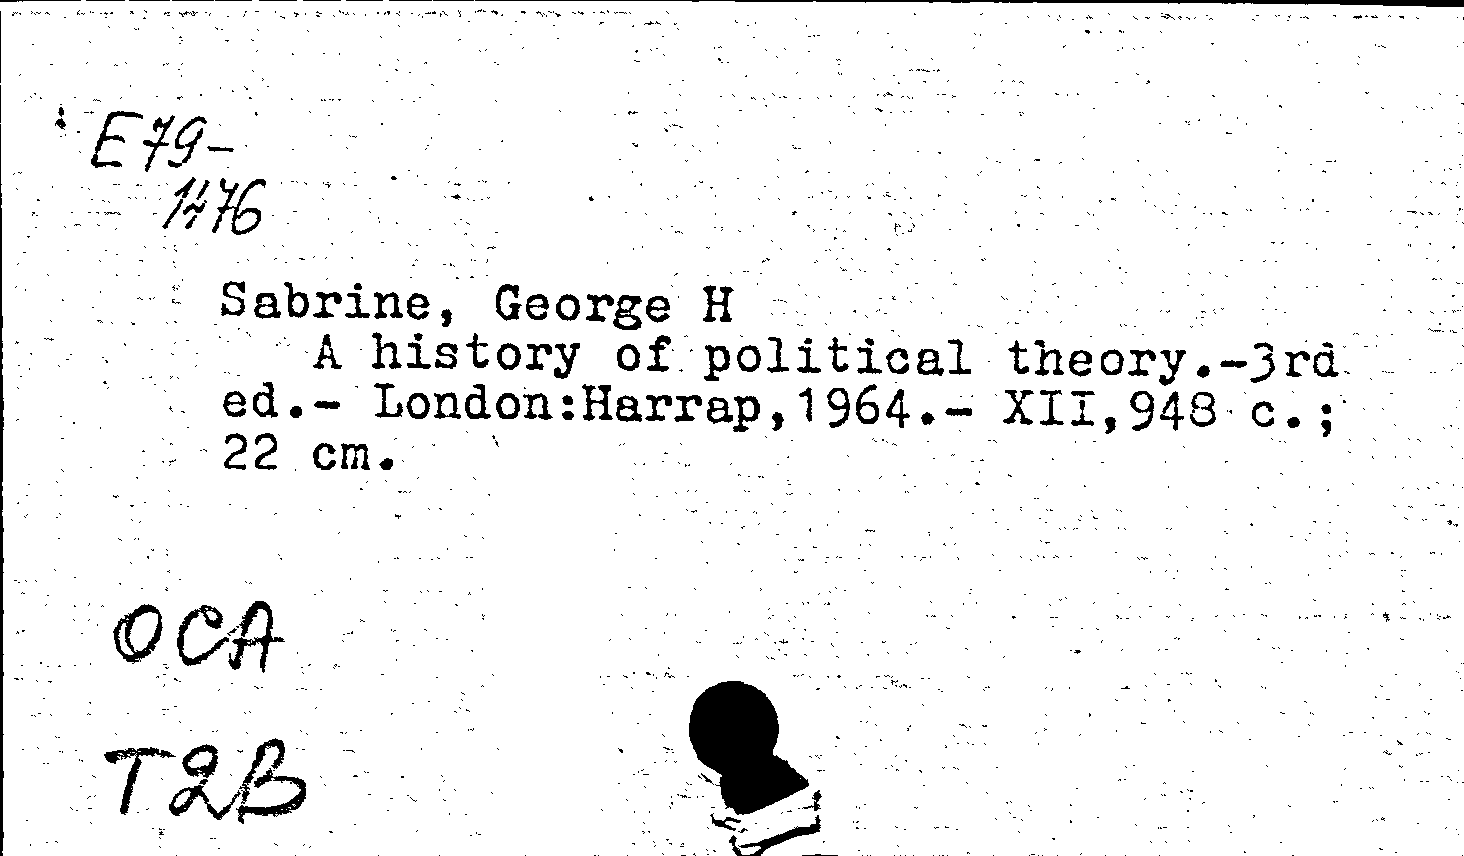 E79-
1476
Sabrine, George H
A history of political theory.-3rd
ed.- London:Harrap,1964.- XII,948 c.;
22 cm.
OCA
T2B